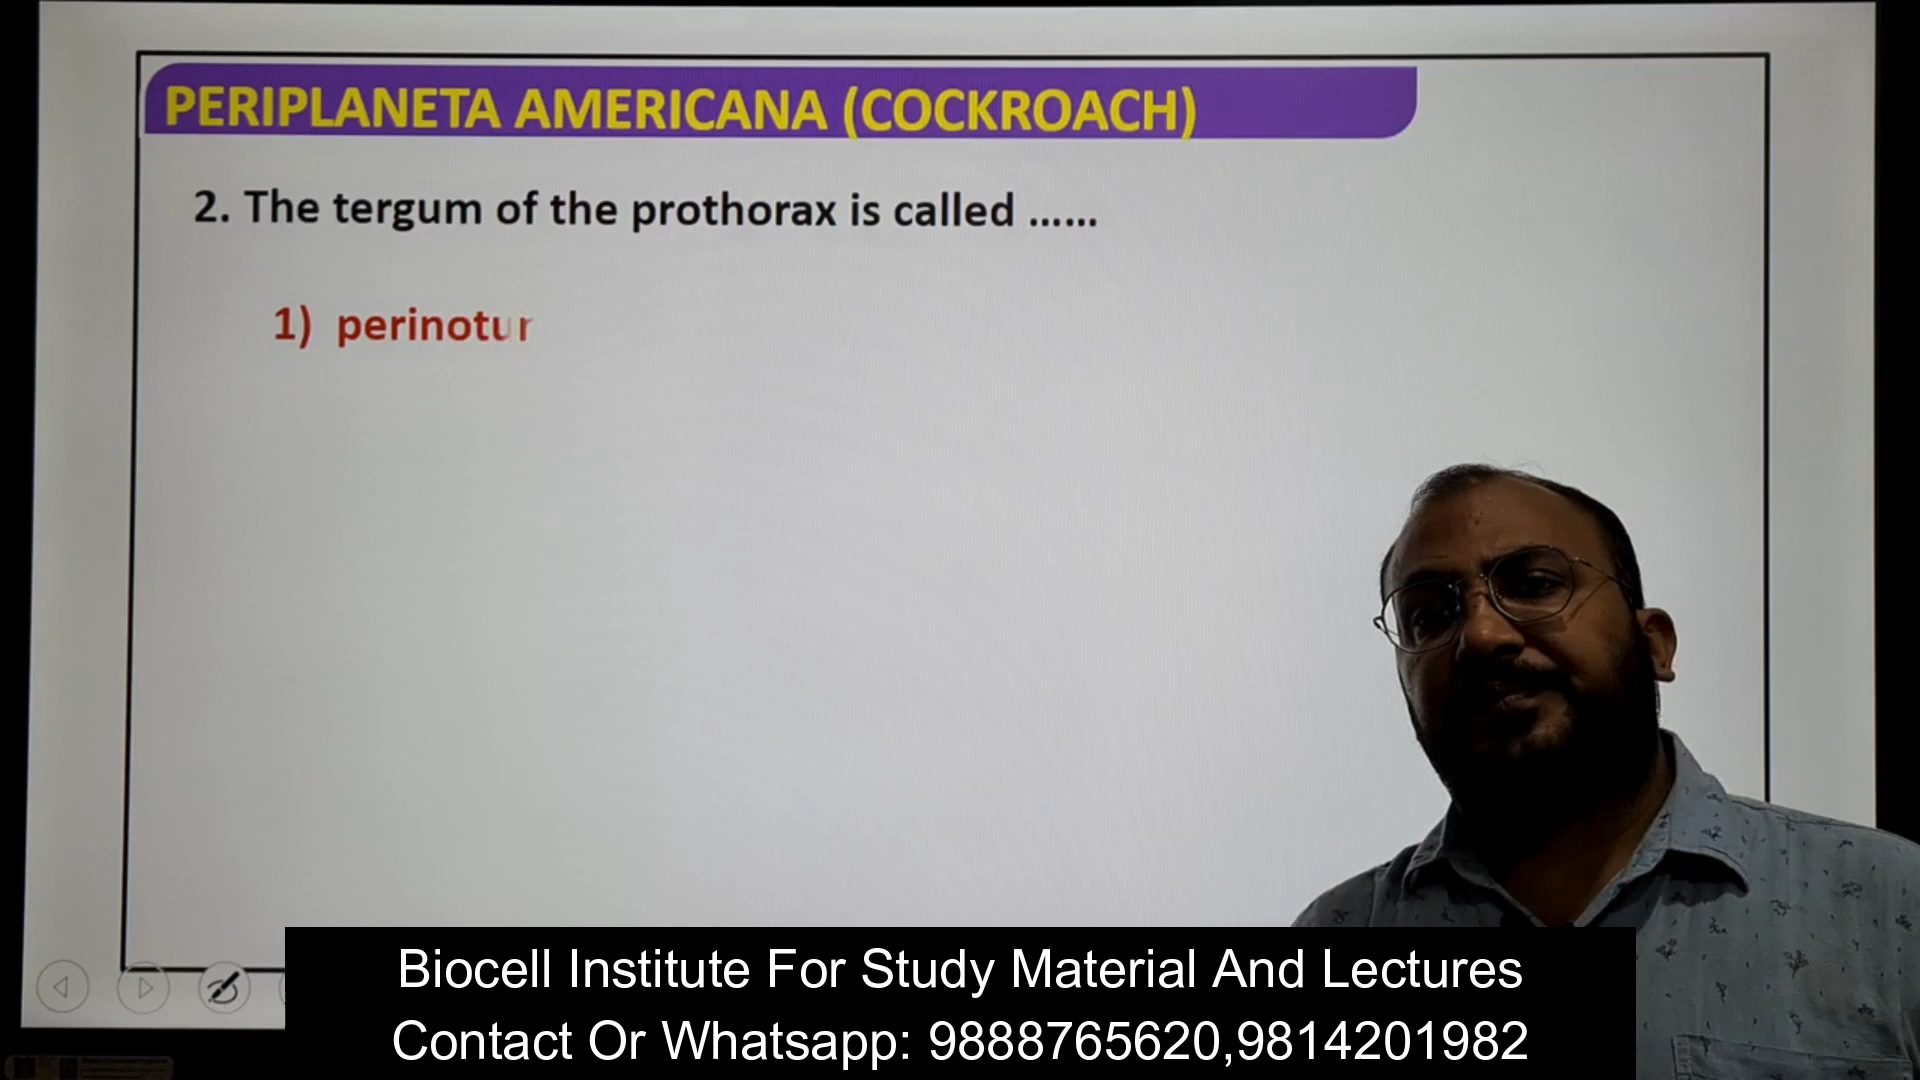 PERIPLANETA AMERICANA (COCKROACH)
2. The tergum of the prothorax is called ......
1) perinotur
Biocell Institute For Study Material And Lectures
Contact Or Whatsapp: 9888765620,9814201982